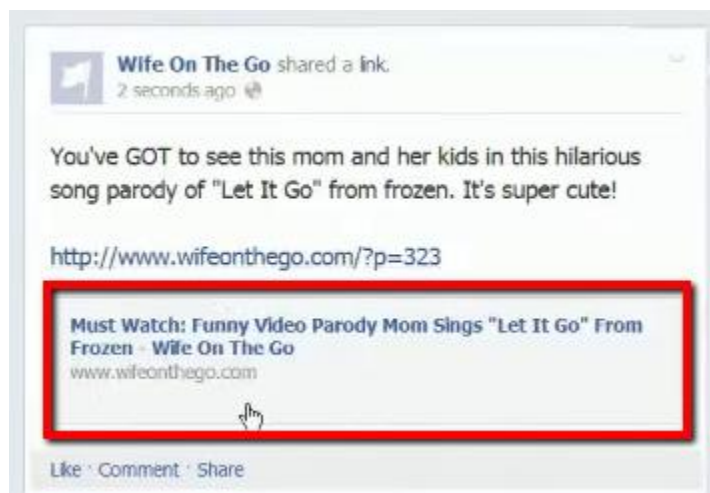 Wife On The Go shared a link.
2 seconds ago
You've GOT to see this mom and her kids in this hilarious
song parody of "Let It Go" from frozen. It's super cute!
http://www.wifeonthego.com/?p=323
Must Watch: Funny Video Parody Mom Sings "Let It Go" From
Frozen - Wife On The Go
www.wifeonthego.com
Like · Comment · Share